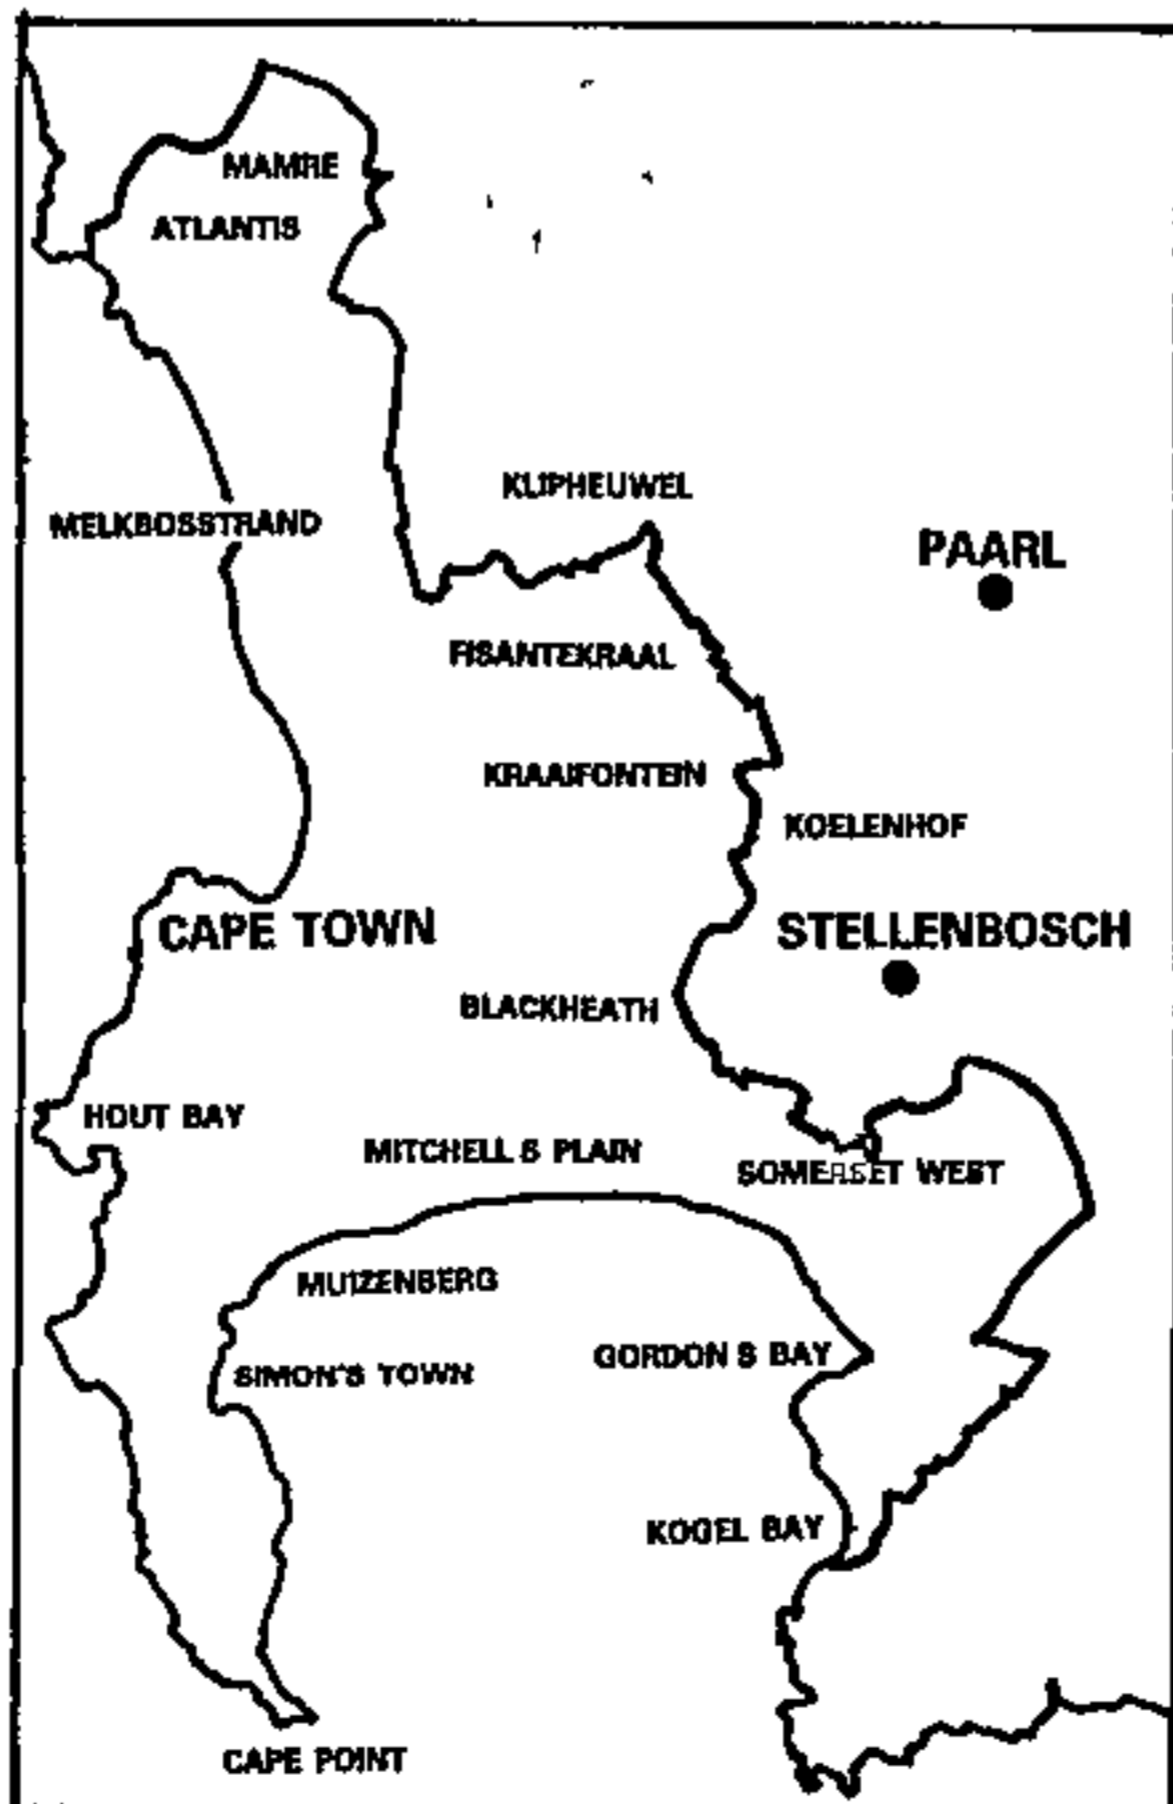 MAMRE
ATLANTIS
KLIPHEUWEL
MELKBOSSTRAND
PAARL
FISANTEKRAAL
KRAAIFONTEIN
KOELENHOF
CAPE TOWN
STELLENBOSCH
BLACKHEATH
HOUT BAY
MITCHELL S PLAIN
SOMERSET WEST
MUIZENBERG
GORDON S BAY
SIMON'S TOWN
KOGEL BAY
CAPE POINT